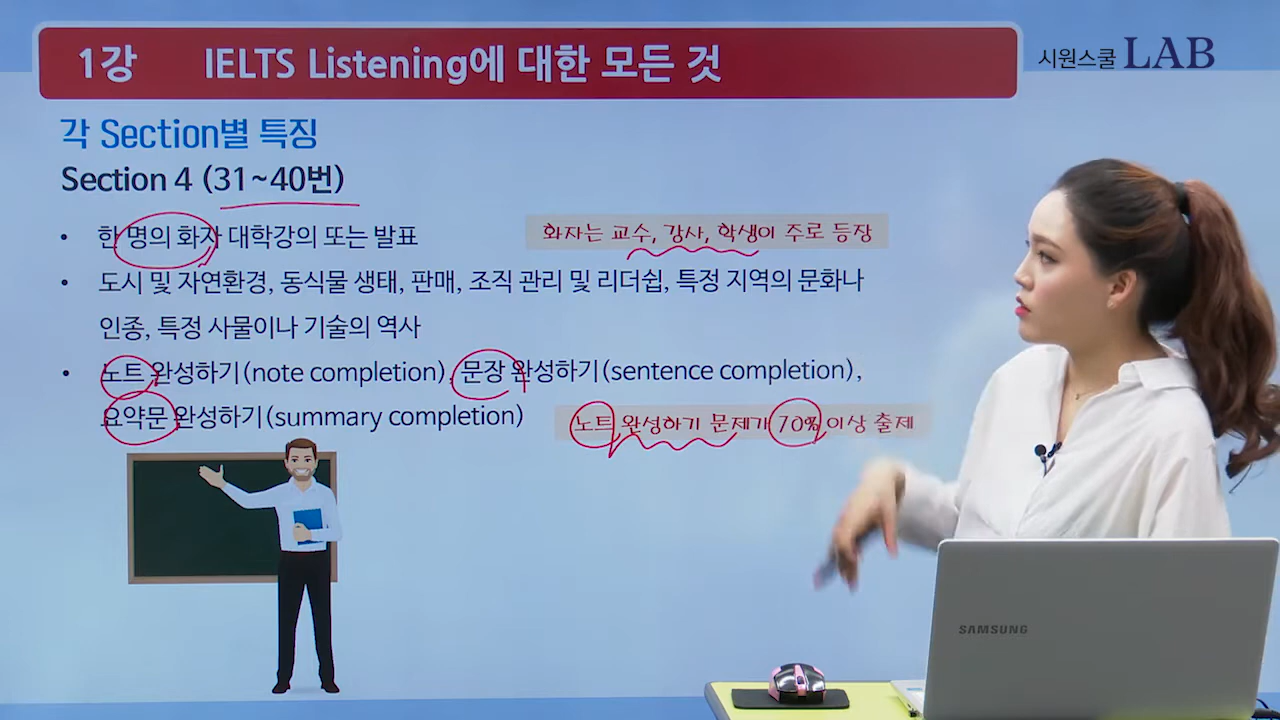 1강 IELTS Listening에 대한 모든 것
시원스쿨 LAB
각 Section별 특징
Section 4 (31~40번)
• 한 명의 화자 대학강의 또는 발표
화자는 교수, 강사, 학생이 주로 등장
• 도시 및 자연환경, 동식물 생태, 판매, 조직 관리 및 리더쉽, 특정 지역의 문화나
인종, 특정 사물이나 기술의 역사
• 노트 완성하기(note completion), 문장 완성하기(sentence completion),
요약문 완성하기(summary completion)
노트 완성하기 문제가 70% 이상 출제
SAMSUNG